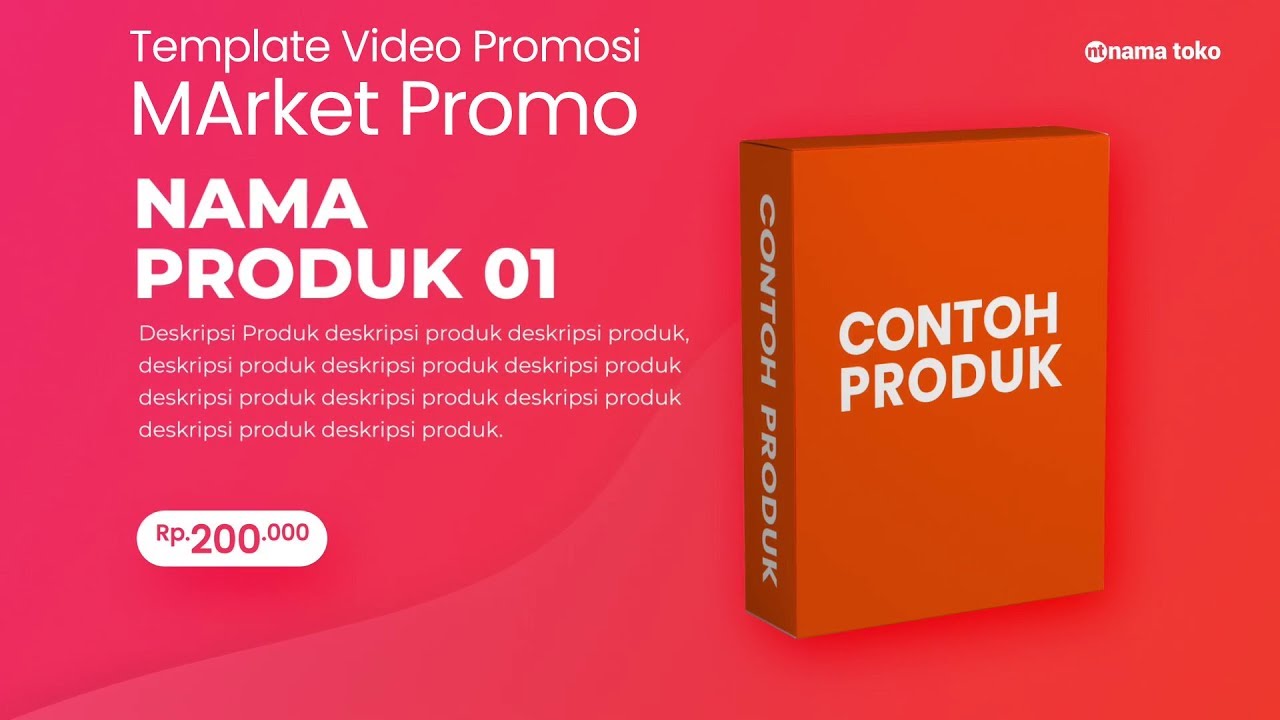 Template Video Promosi
MArket Promo
nt nama toko
NAMA
PRODUK 01
Deskripsi Produk deskripsi produk deskripsi produk,
deskripsi produk deskripsi produk deskripsi produk
deskripsi produk deskripsi produk deskripsi produk
deskripsi produk deskripsi produk.
Rp.200.000
CONTOH PRODUK
CONTOH
PRODUK